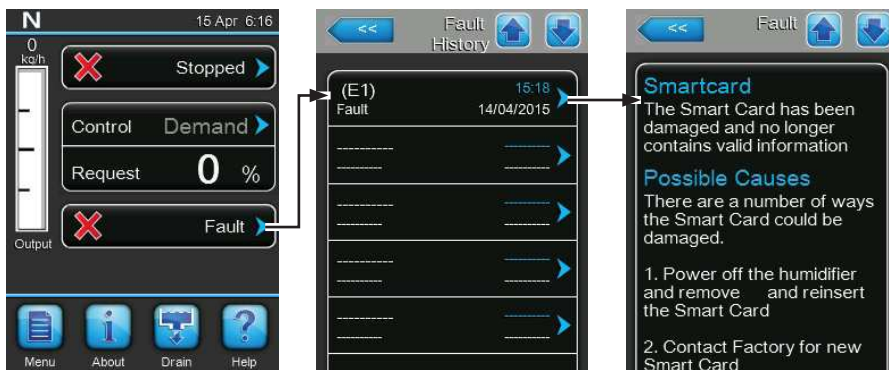 N
15 Apr 6:16
0
kg/h
Stopped
Control Demand
Request 0 %
Fault
Output
Menu About Drain Help
<<
Fault
History
(E1) 15:18
Fault 14/04/2015
---------- ----------
---------- ----------
---------- ----------
---------- ----------
---------- ----------
---------- ----------
---------- ----------
---------- ----------
<<
Fault
Smartcard
The Smart Card has been
damaged and no longer
contains valid information
Possible Causes
There are a number of ways
the Smart Card could be
damaged.
1. Power off the humidifier
and remove and reinsert
the Smart Card
2. Contact Factory for new
Smart Card